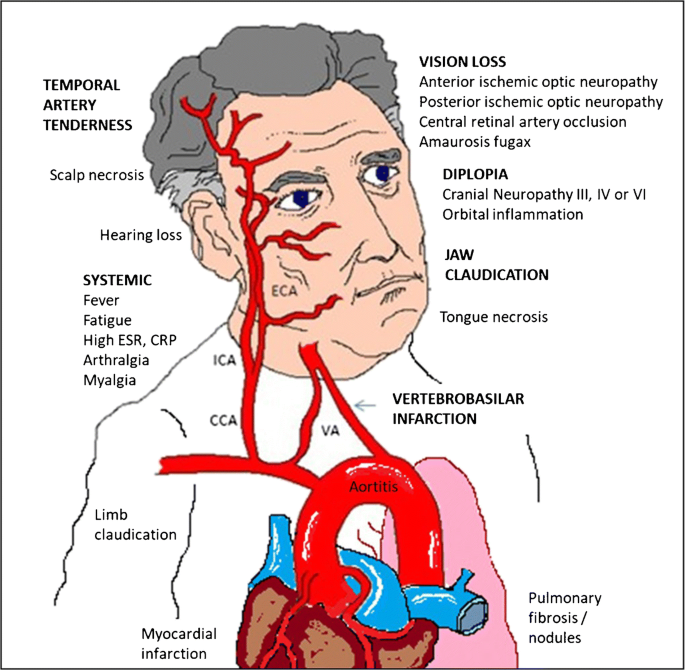 TEMPORAL
ARTERY
TENDERNESS
Scalp necrosis
Hearing loss
SYSTEMIC
Fever
Fatigue
High ESR, CRP
Arthralgia
Myalgia
VISION LOSS
Anterior ischemic optic neuropathy
Posterior ischemic optic neuropathy
Central retinal artery occlusion
Amaurosis fugax
DIPLOPIA
Cranial Neuropathy III, IV or VI
Orbital inflammation
JAW
CLAUDICATION
Tongue necrosis
ECA
ICA
CCA
VA
VERTEBROBASILAR
INFARCTION
Aortitis
Limb
claudication
Myocardial
infarction
Pulmonary
fibrosis /
nodules